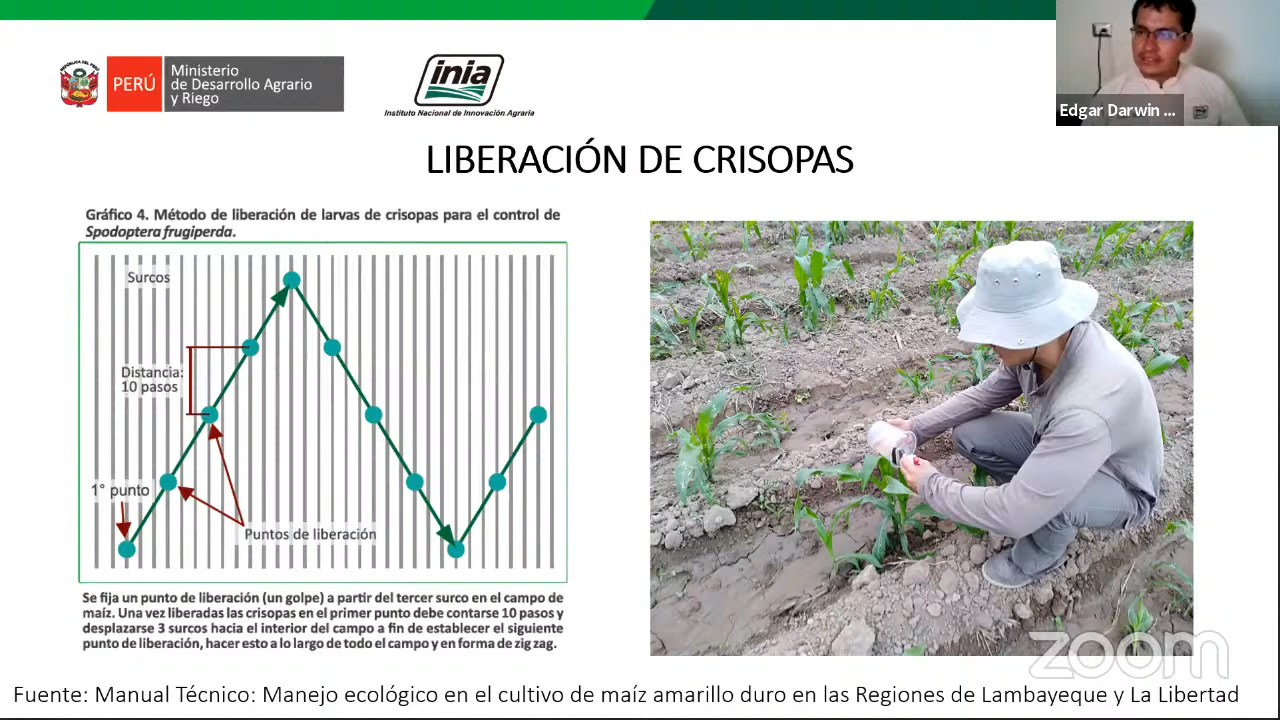 REPÚBLICA DEL PERÚ
PERÚ
Ministerio
de Desarrollo Agrario
y Riego
inia
Instituto Nacional de Innovación Agraria
Edgar Darwin ...
LIBERACIÓN DE CRISOPAS
Gráfico 4. Método de liberación de larvas de crisopas para el control de
Spodoptera frugiperda.
Surcos
Distancia:
10 pasos
1° punto
Puntos de liberación
Se fija un punto de liberación (un golpe) a partir del tercer surco en el campo de
maíz. Una vez liberadas las crisopas en el primer punto debe contarse 10 pasos y
desplazarse 3 surcos hacia el interior del campo a fin de establecer el siguiente
punto de liberación, hacer esto a lo largo de todo el campo y en forma de zig zag.
zoom
Fuente: Manual Técnico: Manejo ecológico en el cultivo de maíz amarillo duro en las Regiones de Lambayeque y La Libertad